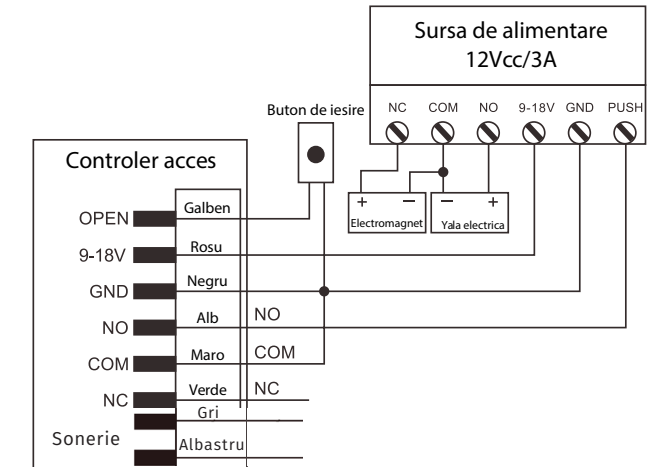 Sursa de alimentare
12Vcc/3A
NC COM NO 9-18V GND PUSH
Buton de iesire
+ − − +
Electromagnet Yala electrica
Controler acces
OPEN Galben
9-18V Rosu
GND Negru
NO Alb NO
COM Maro COM
NC Verde NC
Gri
Sonerie
Albastru